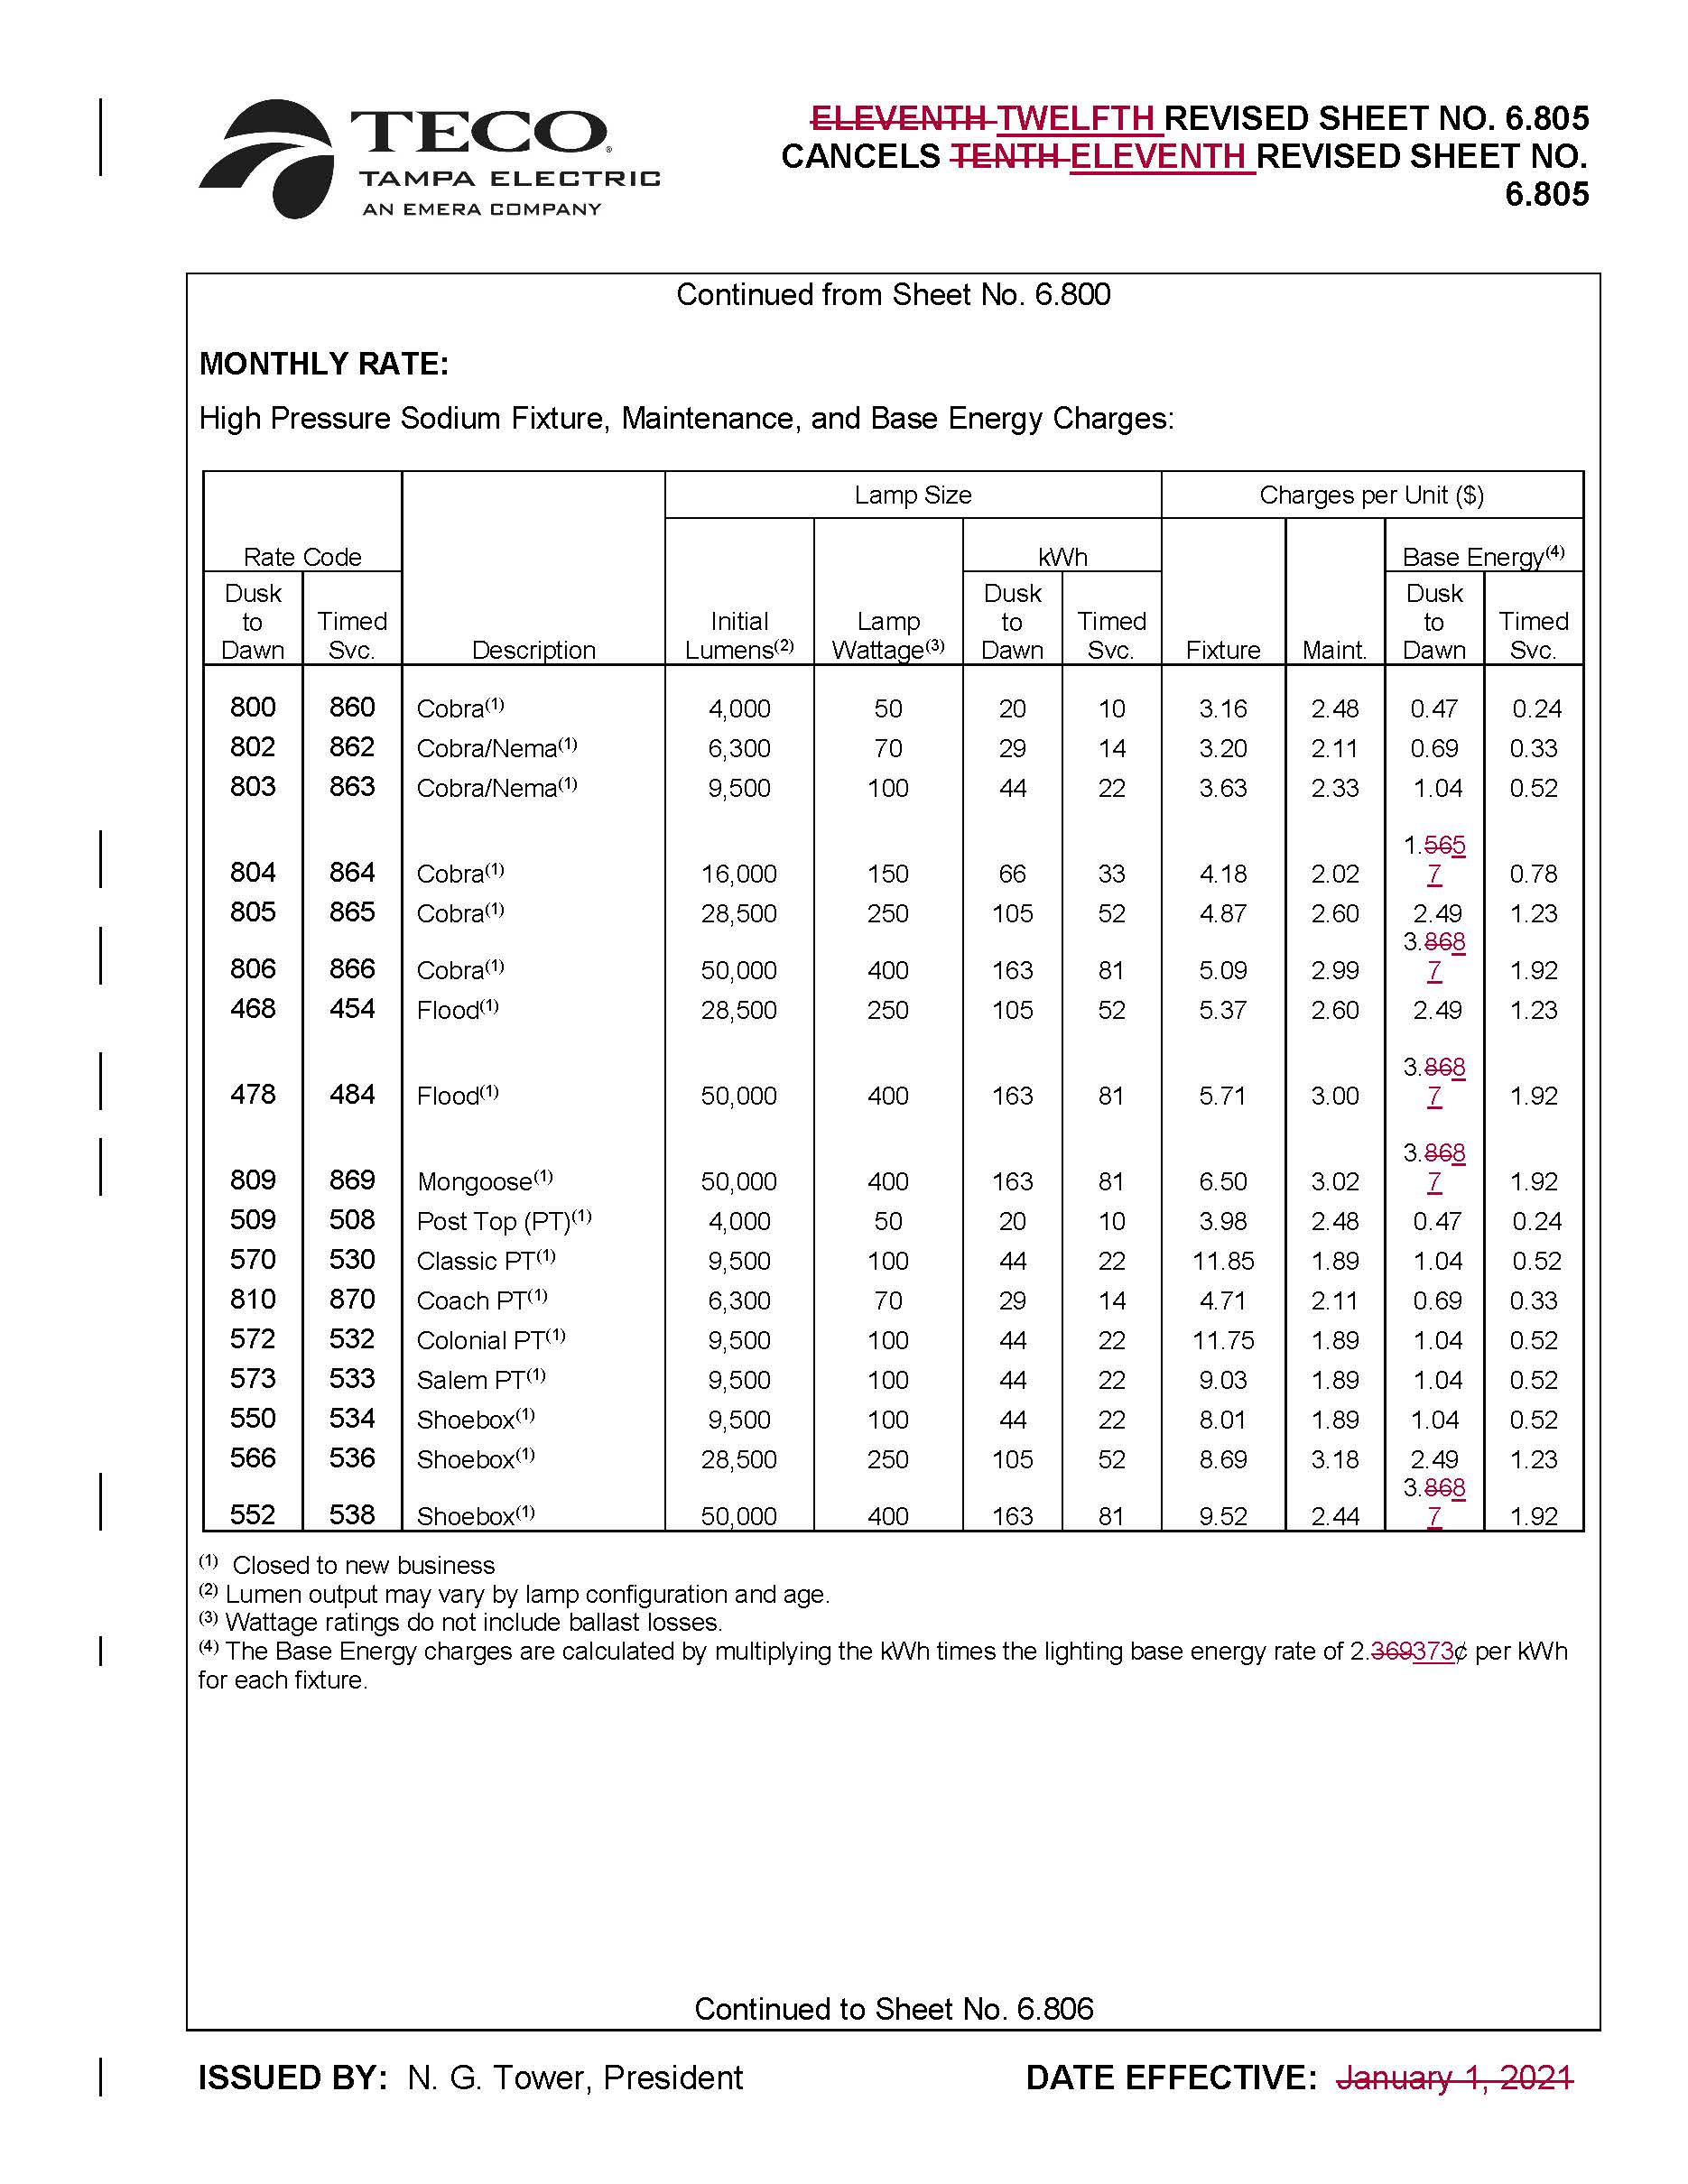 TECO®
TAMPA ELECTRIC
AN EMERA COMPANY
ELEVENTH TWELFTH REVISED SHEET NO. 6.805
CANCELS TENTH ELEVENTH REVISED SHEET NO.
6.805
Continued from Sheet No. 6.800
MONTHLY RATE:
High Pressure Sodium Fixture, Maintenance, and Base Energy Charges:
Lamp Size Charges per Unit ($)
Rate Code kWh Base Energy(4)
Dusk to Dawn Timed Svc. Description Initial Lumens(2) Lamp Wattage(3) Dusk to Dawn Timed Svc. Fixture Maint. Dusk to Dawn Timed Svc.
800 860 Cobra(1) 4,000 50 20 10 3.16 2.48 0.47 0.24
802 862 Cobra/Nema(1) 6,300 70 29 14 3.20 2.11 0.69 0.33
803 863 Cobra/Nema(1) 9,500 100 44 22 3.63 2.33 1.04 0.52
804 864 Cobra(1) 16,000 150 66 33 4.18 2.02 1.5657 0.78
805 865 Cobra(1) 28,500 250 105 52 4.87 2.60 2.49 1.23
806 866 Cobra(1) 50,000 400 163 81 5.09 2.99 3.8687 1.92
468 454 Flood(1) 28,500 250 105 52 5.37 2.60 2.49 1.23
478 484 Flood(1) 50,000 400 163 81 5.71 3.00 3.8687 1.92
809 869 Mongoose(1) 50,000 400 163 81 6.50 3.02 3.8687 1.92
509 508 Post Top (PT)(1) 4,000 50 20 10 3.98 2.48 0.47 0.24
570 530 Classic PT(1) 9,500 100 44 22 11.85 1.89 1.04 0.52
810 870 Coach PT(1) 6,300 70 29 14 4.71 2.11 0.69 0.33
572 532 Colonial PT(1) 9,500 100 44 22 11.75 1.89 1.04 0.52
573 533 Salem PT(1) 9,500 100 44 22 9.03 1.89 1.04 0.52
550 534 Shoebox(1) 9,500 100 44 22 8.01 1.89 1.04 0.52
566 536 Shoebox(1) 28,500 250 105 52 8.69 3.18 2.49 1.23
552 538 Shoebox(1) 50,000 400 163 81 9.52 2.44 3.8687 1.92
(1) Closed to new business
(2) Lumen output may vary by lamp configuration and age.
(3) Wattage ratings do not include ballast losses.
(4) The Base Energy charges are calculated by multiplying the kWh times the lighting base energy rate of 2.369373¢ per kWh
for each fixture.
Continued to Sheet No. 6.806
ISSUED BY: N. G. Tower, President DATE EFFECTIVE: January 1, 2021